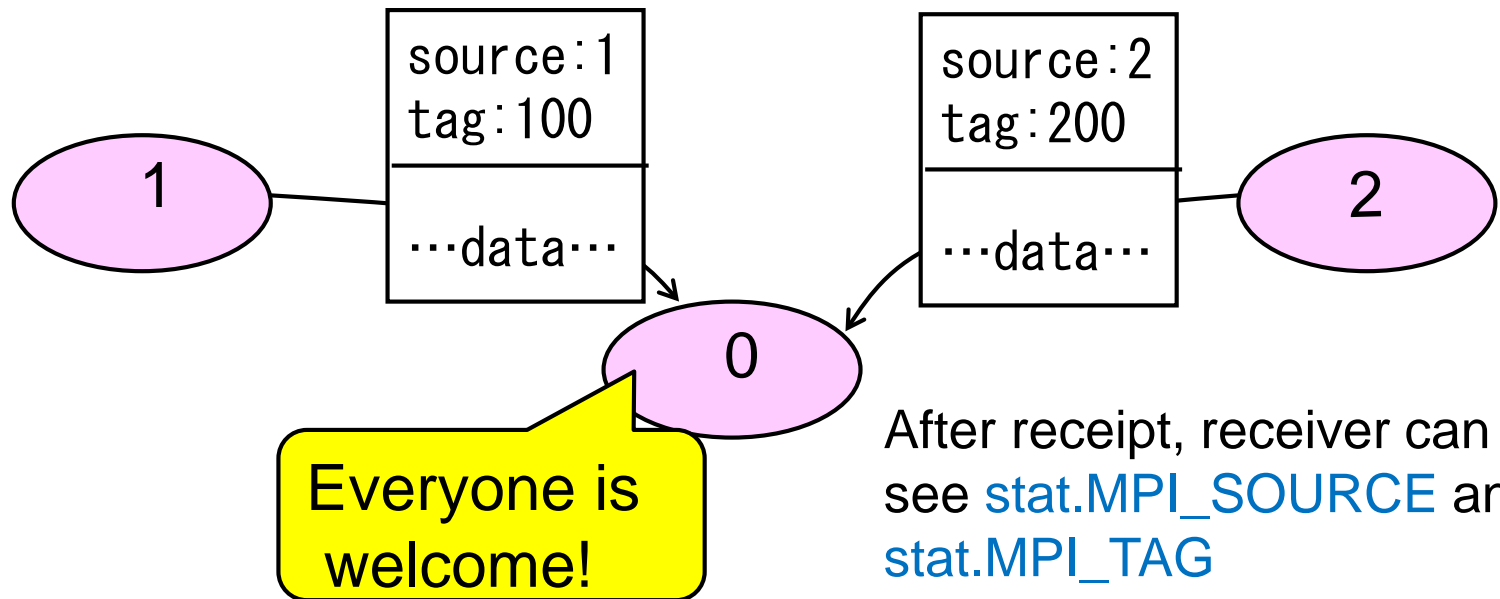 source:1
tag:100
…data…
source:2
tag:200
…data…
1
2
0
Everyone is
welcome!
After receipt, receiver can
see stat.MPI_SOURCE
stat.MPI_TAG